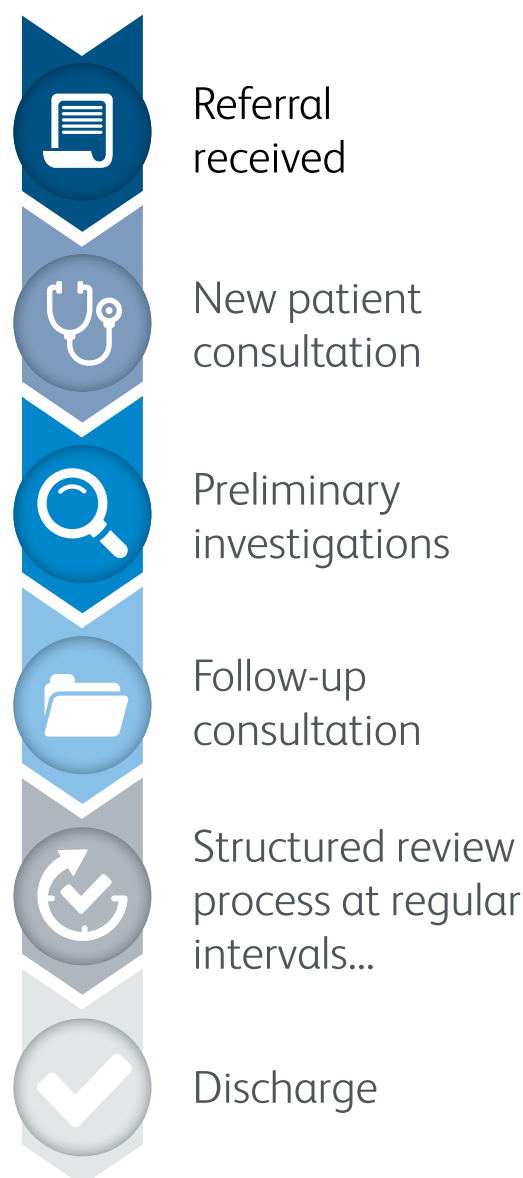 Referral
received
New patient
consultation
Preliminary
investigations
Follow-up
consultation
Structured review
process at regular
intervals...
Discharge